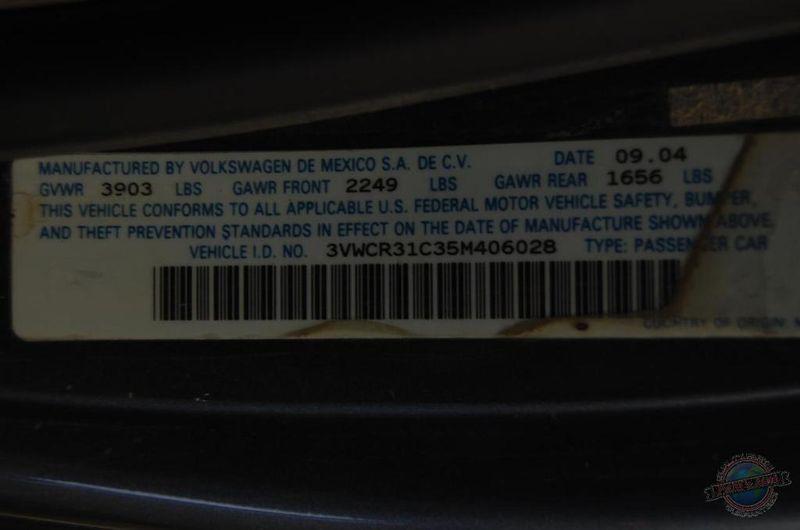 MANUFACTURED BY VOLKSWAGEN DE MEXICO S.A. DE C.V. DATE 09.04
GVWR 3903 LBS GAWR FRONT 2249 LBS GAWR REAR 1656 LBS
THIS VEHICLE CONFORMS TO ALL APPLICABLE U.S. FEDERAL MOTOR VEHICLE SAFETY, BUMPER,
AND THEFT PREVENTION STANDARDS IN EFFECT ON THE DATE OF MANUFACTURE SHOWN ABOVE.
VEHICLE I.D. NO. 3VWCR31C35M406028 TYPE: PASSENGER CAR
COUNTRY OF ORIGIN: